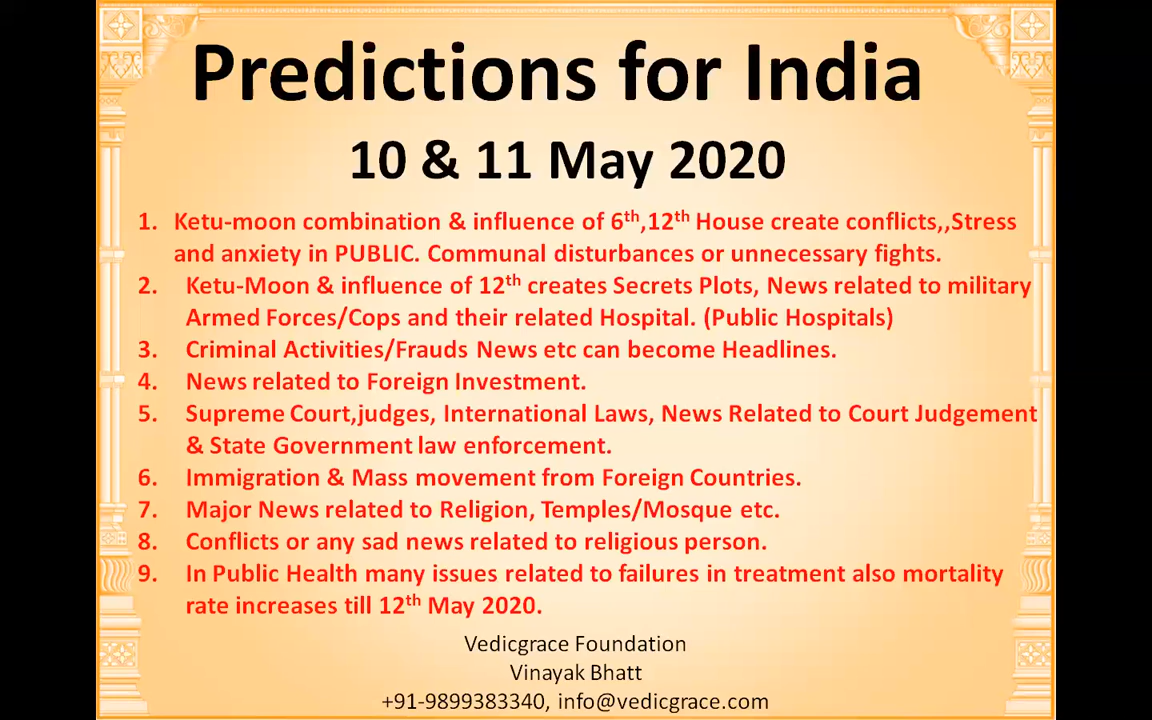 Predictions for India
10 & 11 May 2020
1. Ketu-moon combination & influence of 6th,12th House create conflicts,,Stress
and anxiety in PUBLIC. Communal disturbances or unnecessary fights.
2. Ketu-Moon & influence of 12th creates Secrets Plots, News related to military
Armed Forces/Cops and their related Hospital. (Public Hospitals)
3. Criminal Activities/Frauds News etc can become Headlines.
4. News related to Foreign Investment.
5. Supreme Court,judges, International Laws, News Related to Court Judgement
& State Government law enforcement.
6. Immigration & Mass movement from Foreign Countries.
7. Major News related to Religion, Temples/Mosque etc.
8. Conflicts or any sad news related to religious person.
9. In Public Health many issues related to failures in treatment also mortality
rate increases till 12th May 2020.
Vedicgrace Foundation
Vinayak Bhatt
+91-9899383340, info@vedicgrace.com